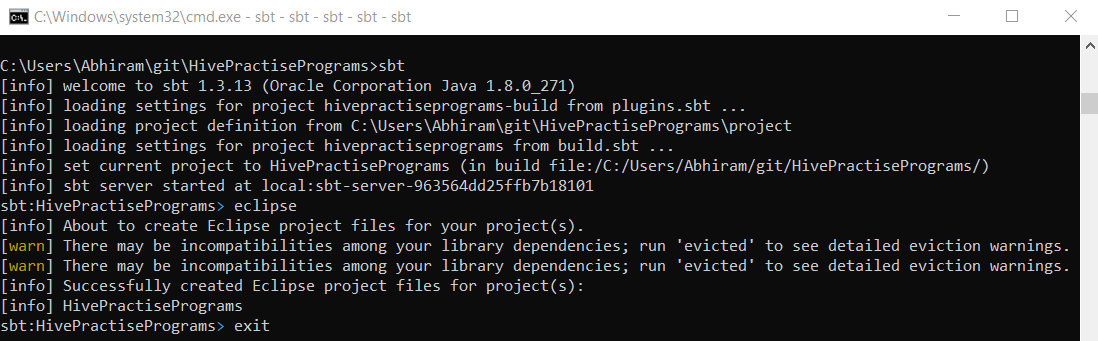 C:\Windows\system32\cmd.exe - sbt - sbt - sbt - sbt
C:\Users\Abhiram\git\HivePractisePrograms>sbt
[info] welcome to sbt 1.3.13 (Oracle Corporation Java 1.8.0_271)
[info] loading settings for project hivepractiseprograms-build from plugins.sbt ...
[info] loading project definition from C:\Users\Abhiram\git\HivePractisePrograms\project
[info] loading settings for project hivepractiseprograms from build.sbt ...
[info] set current project to HivePractisePrograms (in build file:/C:/Users/Abhiram/git/HivePractisePrograms/)
[info] sbt server started at local:sbt-server-963564dd25ffb7b18101
sbt:HivePractisePrograms> eclipse
[info] About to create Eclipse project files for your project(s).
[warn] There may be incompatibilities among your library dependencies; run 'evicted' to see detailed eviction warnings.
[warn] There may be incompatibilities among your library dependencies; run 'evicted' to see detailed eviction warnings.
[info] Successfully created Eclipse project files for project(s):
[info] HivePractisePrograms
sbt:HivePractisePrograms> exit